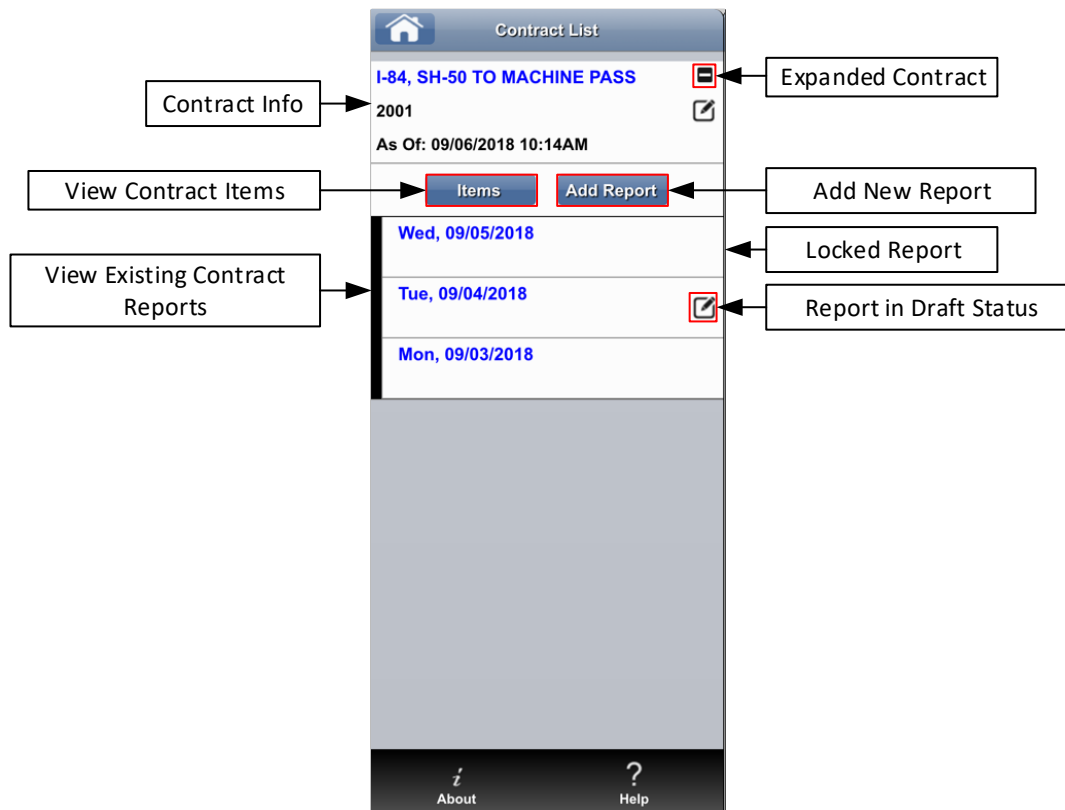 Contract List
I-84, SH-50 TO MACHINE PASS
Expanded Contract
Contract Info
2001
As Of: 09/06/2018 10:14AM
View Contract Items
Items
Add Report
Add New Report
Wed, 09/05/2018
Locked Report
View Existing Contract
Reports
Tue, 09/04/2018
Report in Draft Status
Mon, 09/03/2018
i
?
About
Help